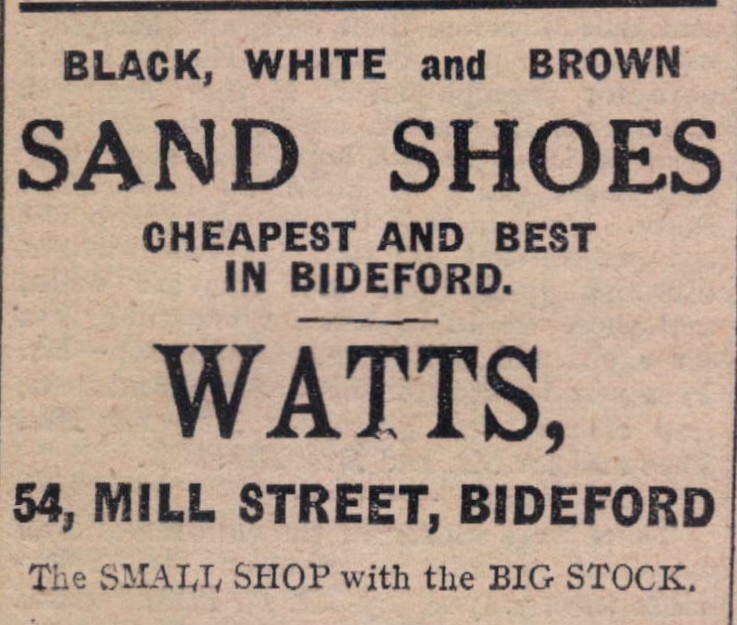 BLACK, WHITE and BROWN
SAND SHOES
CHEAPEST AND BEST
IN BIDEFORD.
WATTS,
54, MILL STREET, BIDEFORD
The SMALL SHOP with the BIG STOCK.